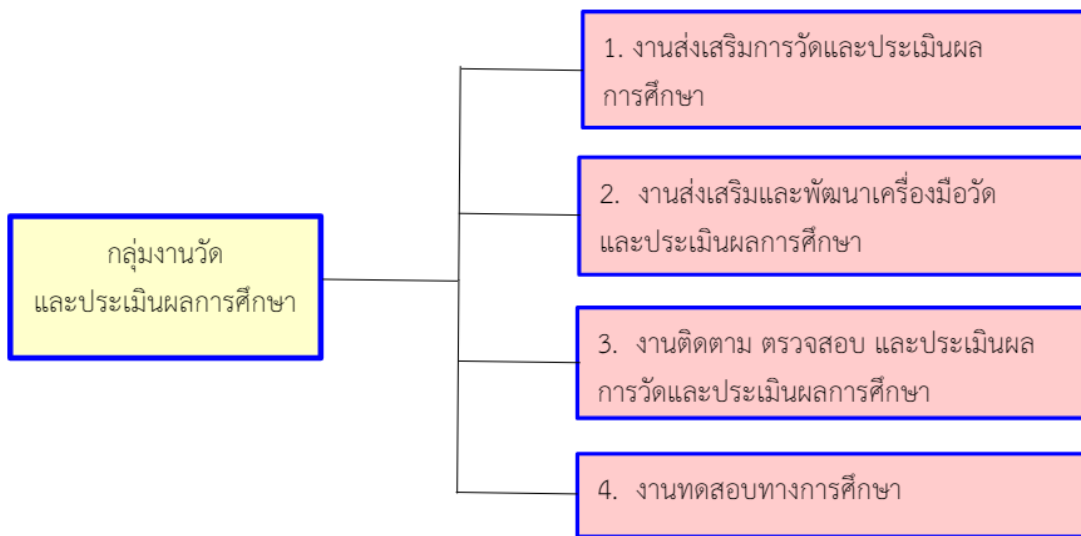 1. งานส่งเสริมการวัดและประเมินผล
การศึกษา
2. งานส่งเสริมและพัฒนาเครื่องมือวัด
และประเมินผลการศึกษา
กลุ่มงานวัด
และประเมินผลการศึกษา
3. งานติดตาม ตรวจสอบ และประเมินผล
การวัดและประเมินผลการศึกษา
4. งานทดสอบทางการศึกษา